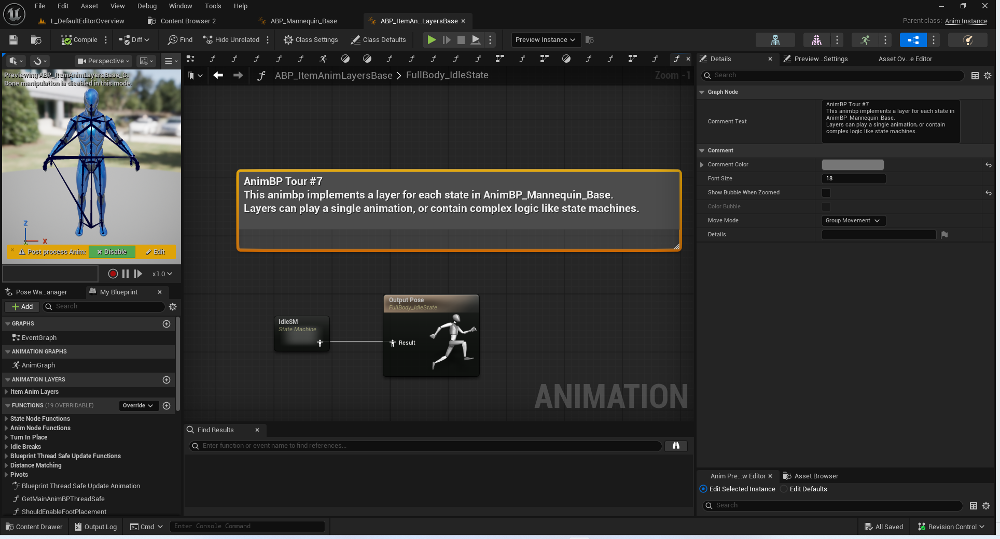 File Edit Asset View Debug Window Tools Help
L_DefaultEditorOverview Content Browser 2 ABP_Mannequin_Base ABP_ItemAn...LayersBase
Parent class: Anim Instance
Compile Diff Find Hide Unrelated Class Settings Class Defaults Preview Instance
Perspective
Previewing ABP_ItemAnimLayersBase_C.
Bone manipulation is disabled in this mode.
Z
X
Post process Anim
Disable
Edit
x1.0
ABP_ItemAnimLayersBase > FullBody_IdleState
Zoom -1
AnimBP Tour #7
This animbp implements a layer for each state in AnimBP_Mannequin_Base.
Layers can play a single animation, or contain complex logic like state machines.
IdleSM
State Machine
Output Pose
FullBody_IdleState
Result
ANIMATION
Pose Wa...anager My Blueprint
Add
Search
GRAPHS
EventGraph
ANIMATION GRAPHS
AnimGraph
ANIMATION LAYERS
Item Anim Layers
FUNCTIONS (19 OVERRIDABLE) Override
State Node Functions
Anim Node Functions
Turn In Place
Idle Breaks
Blueprint Thread Safe Update Functions
Distance Matching
Pivots
Blueprint Thread Safe Update Animation
GetMainAnimBPThreadSafe
ShouldEnableFootPlacement
Find Results
Enter function or event name to find references...
Details Preview...Settings Asset Ov...e Editor
Search
Graph Node
Comment Text
AnimBP Tour #7
This animbp implements a layer for each state in
AnimBP_Mannequin_Base.
Layers can play a single animation, or contain
complex logic like state machines.
Comment
Comment Color
Font Size 18
Show Bubble When Zoomed
Color Bubble
Move Mode Group Movement
Details
Anim Pre...w Editor Asset Browser
Edit Selected Instance Edit Defaults
Search
Content Drawer Output Log Cmd Enter Console Command All Saved Revision Control